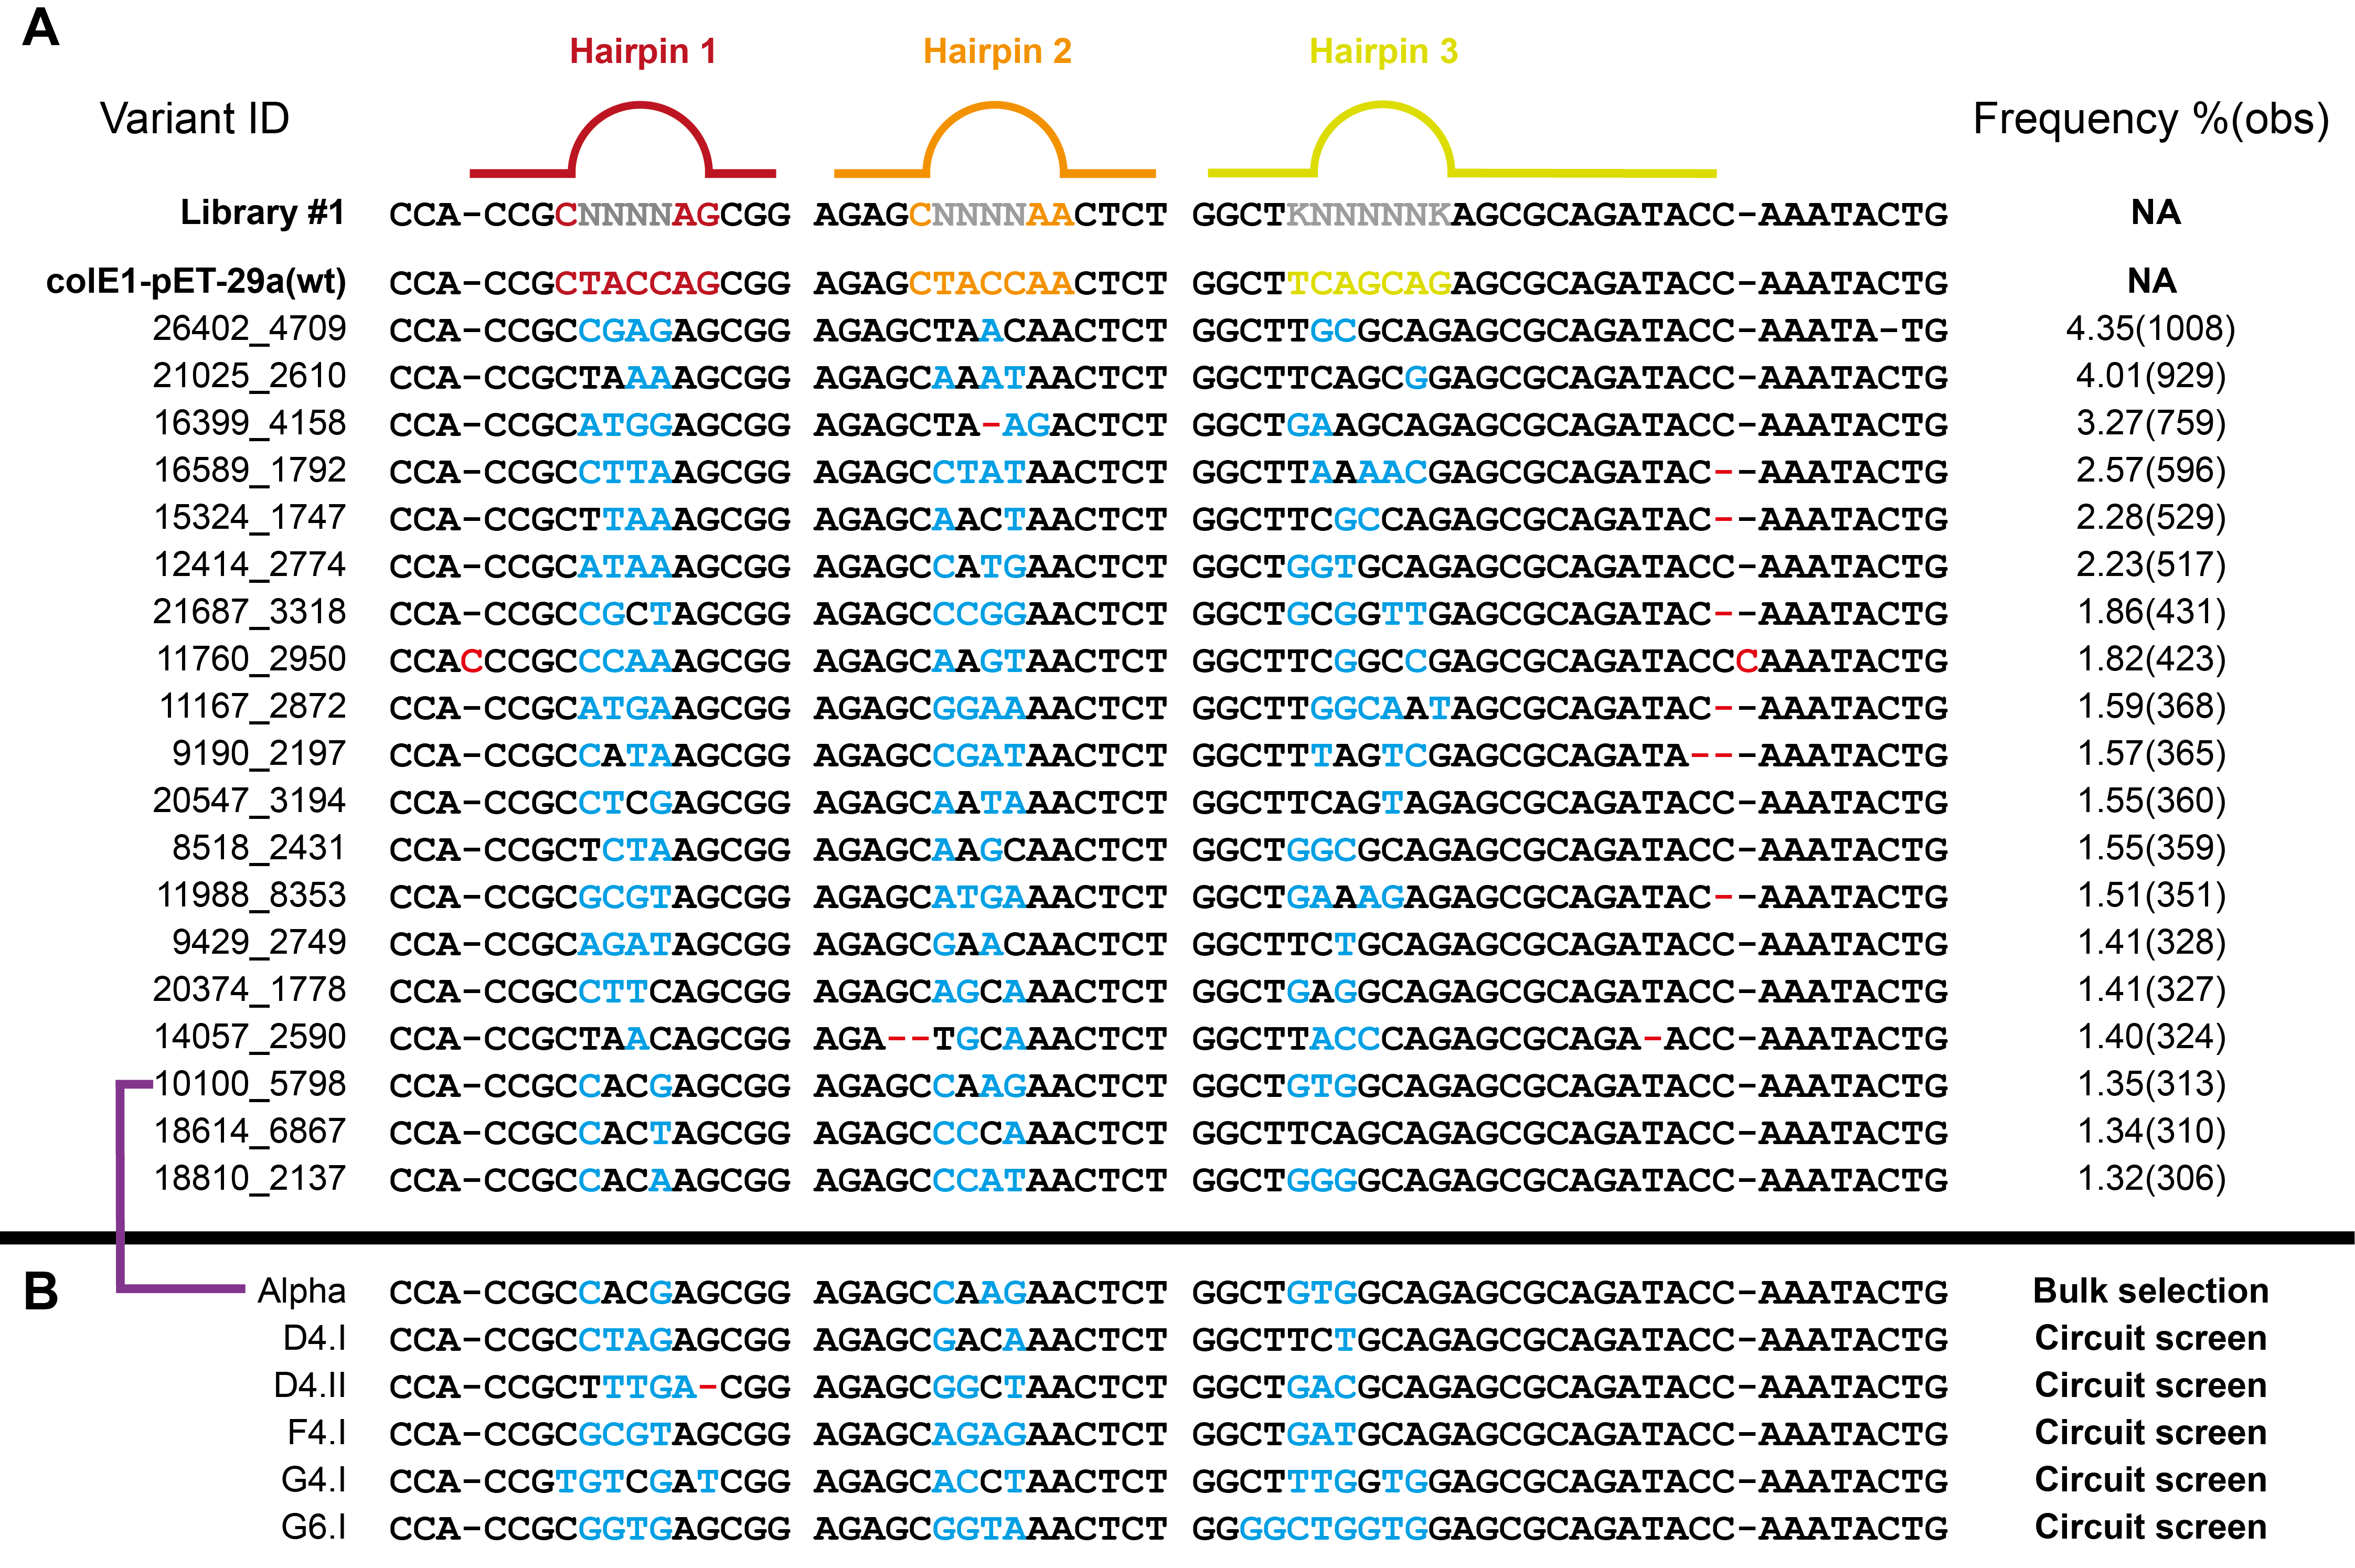 A
Hairpin 1 Hairpin 2 Hairpin 3
Variant ID Frequency %(obs)
Library #1 CCA-CCGCNNNNAGCGG AGAGCNNNNAACTCT GGCTKNNNNNKAGCGCAGATACC-AAATACTG NA
colE1-pET-29a(wt) CCA-CCGCTACCAGCGG AGAGCTACCAACTCT GGCTTCAGCAGAGCGCAGATACC-AAATACTG NA
26402_4709 CCA-CCGCCGAGAGCGG AGAGCTAACAACTCT GGCTTGCGCAGAGCGCAGATACC-AAATA-TG 4.35(1008)
21025_2610 CCA-CCGCTAAAAGCGG AGAGCAAATAACTCT GGCTTCAGCGGAGCGCAGATACC-AAATACTG 4.01(929)
16399_4158 CCA-CCGCATGGAGCGG AGAGCTA-AGACTCT GGCTGAAGCAGAGCGCAGATACC-AAATACTG 3.27(759)
16589_1792 CCA-CCGCCTTAAGCGG AGAGCCTATAACTCT GGCTTAAAACGAGCGCAGATAC--AAATACTG 2.57(596)
15324_1747 CCA-CCGCTTAAAGCGG AGAGCAACTAACTCT GGCTTCGCCAGAGCGCAGATAC--AAATACTG 2.28(529)
12414_2774 CCA-CCGCATAAAGCGG AGAGCCATGAACTCT GGCTGGTGCAGAGCGCAGATACC-AAATACTG 2.23(517)
21687_3318 CCA-CCGCCGCTAGCGG AGAGCCCGGAACTCT GGCTGCGGTTGAGCGCAGATAC--AAATACTG 1.86(431)
11760_2950 CCACCCGCCCAAAGCGG AGAGCAAGTAACTCT GGCTTCGGCCGAGCGCAGATACCCAAATACTG 1.82(423)
11167_2872 CCA-CCGCATGAAGCGG AGAGCGGAAAACTCT GGCTTGGCAATAGCGCAGATAC--AAATACTG 1.59(368)
9190_2197 CCA-CCGCCATAAGCGG AGAGCCGATAACTCT GGCTTTAGTCGAGCGCAGATA---AAATACTG 1.57(365)
20547_3194 CCA-CCGCCTCGAGCGG AGAGCAATAAACTCT GGCTTCAGTAGAGCGCAGATACC-AAATACTG 1.55(360)
8518_2431 CCA-CCGCTCTAAGCGG AGAGCAAGCAACTCT GGCTGGCGCAGAGCGCAGATACC-AAATACTG 1.55(359)
11988_8353 CCA-CCGCGCGTAGCGG AGAGCATGAAACTCT GGCTGAAAGAGAGCGCAGATAC--AAATACTG 1.51(351)
9429_2749 CCA-CCGCAGATAGCGG AGAGCGAACAACTCT GGCTTCTGCAGAGCGCAGATACC-AAATACTG 1.41(328)
20374_1778 CCA-CCGCCTTCAGCGG AGAGCAGCAAACTCT GGCTGAGGCAGAGCGCAGATACC-AAATACTG 1.41(327)
14057_2590 CCA-CCGCTAACAGCGG AGA--TGCAAACTCT GGCTTACCCAGAGCGCAGA-ACC-AAATACTG 1.40(324)
10100_5798 CCA-CCGCCACGAGCGG AGAGCCAAGAACTCT GGCTGTGGCAGAGCGCAGATACC-AAATACTG 1.35(313)
18614_6867 CCA-CCGCCACTAGCGG AGAGCCCCAAACTCT GGCTTCAGCAGAGCGCAGATACC-AAATACTG 1.34(310)
18810_2137 CCA-CCGCCACAAGCGG AGAGCCCATAACTCT GGCTGGGGCAGAGCGCAGATACC-AAATACTG 1.32(306)
B
Alpha CCA-CCGCCACGAGCGG AGAGCCAAGAACTCT GGCTGTGGCAGAGCGCAGATACC-AAATACTG Bulk selection
D4.I CCA-CCGCCTAGAGCGG AGAGCGACAAACTCT GGCTTCTGCAGAGCGCAGATACC-AAATACTG Circuit screen
D4.II CCA-CCGCTTTGA-CGG AGAGCGGCTAACTCT GGCTGACGCAGAGCGCAGATACC-AAATACTG Circuit screen
F4.I CCA-CCGCGCGTAGCGG AGAGCAGAGAACTCT GGCTGATGCAGAGCGCAGATACC-AAATACTG Circuit screen
G4.I CCA-CCGTGTCGATCGG AGAGCACCTAACTCT GGCTTTGGTGGAGCGCAGATACC-AAATACTG Circuit screen
G6.I CCA-CCGCGGTGAGCGG AGAGCGGTAAACTCT GGGGCTGGTGGAGCGCAGATACC-AAATACTG Circuit screen